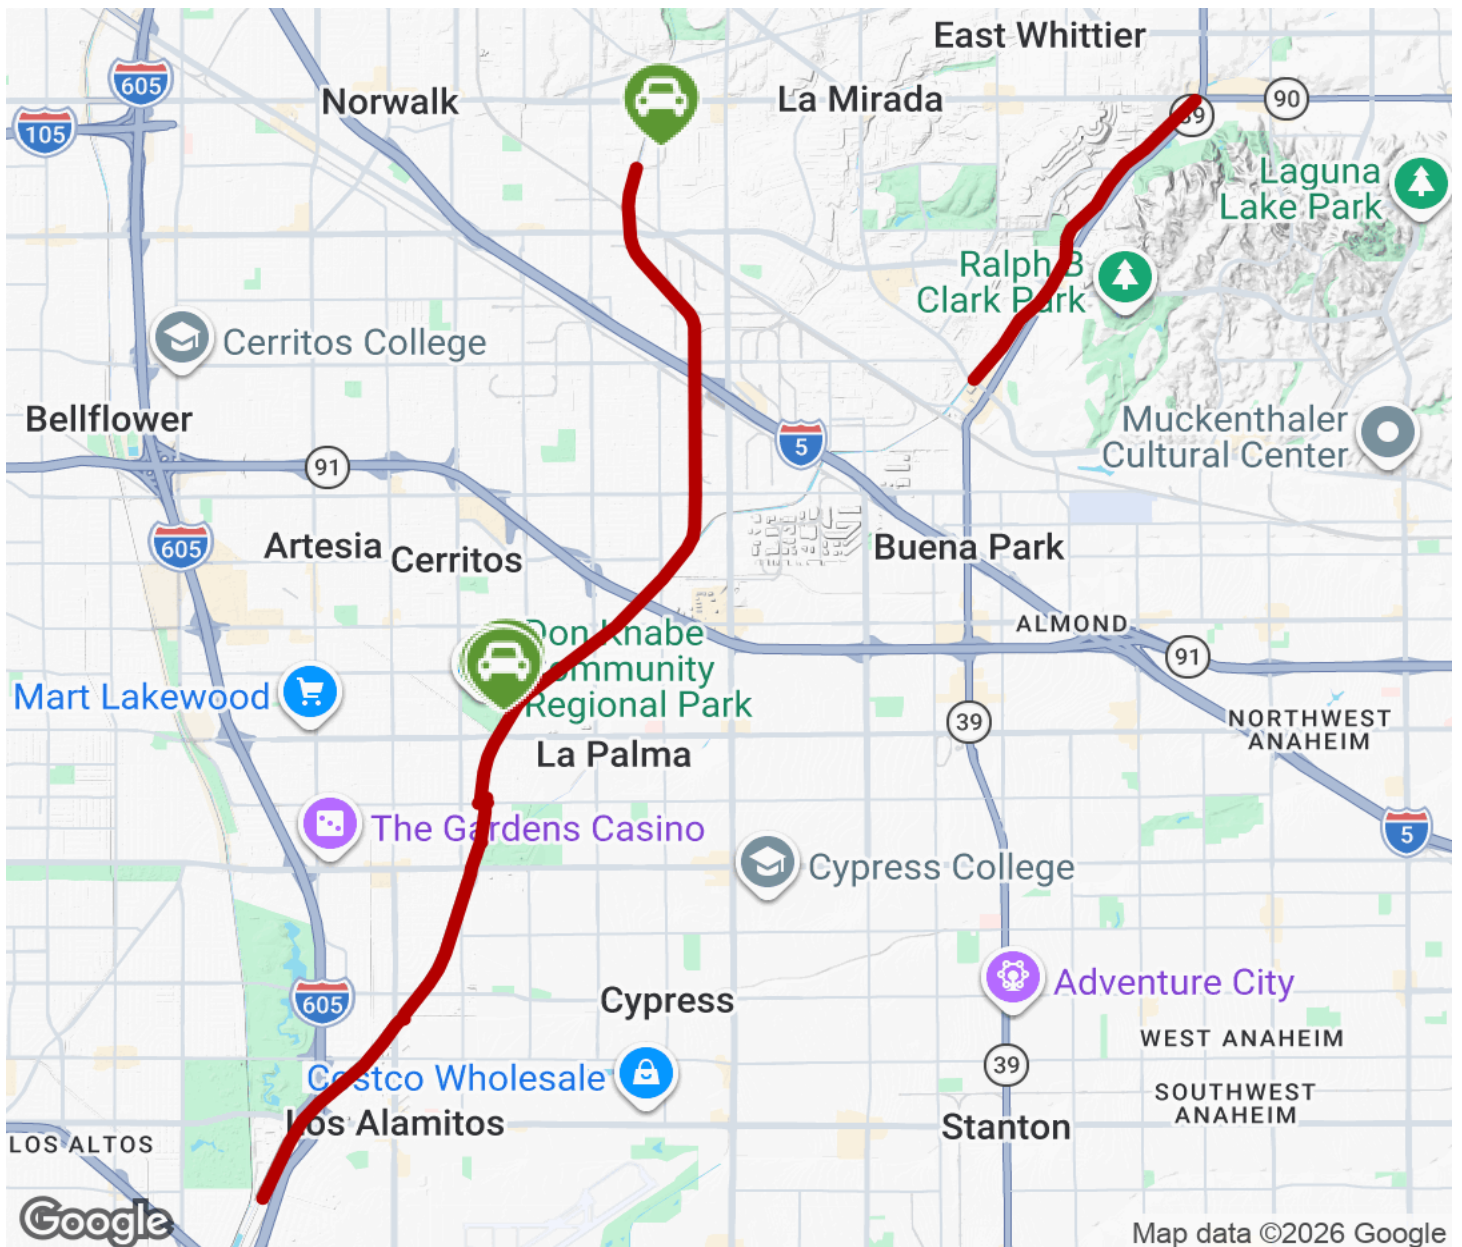 East Whittier
605
Norwalk
La Mirada
90
105
39
Laguna
Lake Park
Ralph B
Clark Park
Cerritos College
Bellflower
Muckenthaler
Cultural Center
5
91
605
Artesia
Cerritos
Buena Park
ALMOND
Don Knabe
Community
Regional Park
91
Mart Lakewood
39
NORTHWEST
ANAHEIM
La Palma
The Gardens Casino
5
Cypress College
605
Cypress
Adventure City
WEST ANAHEIM
39
Costco Wholesale
SOUTHWEST
ANAHEIM
Los Alamitos
Stanton
LOS ALTOS
Google
Map data ©2026 Google